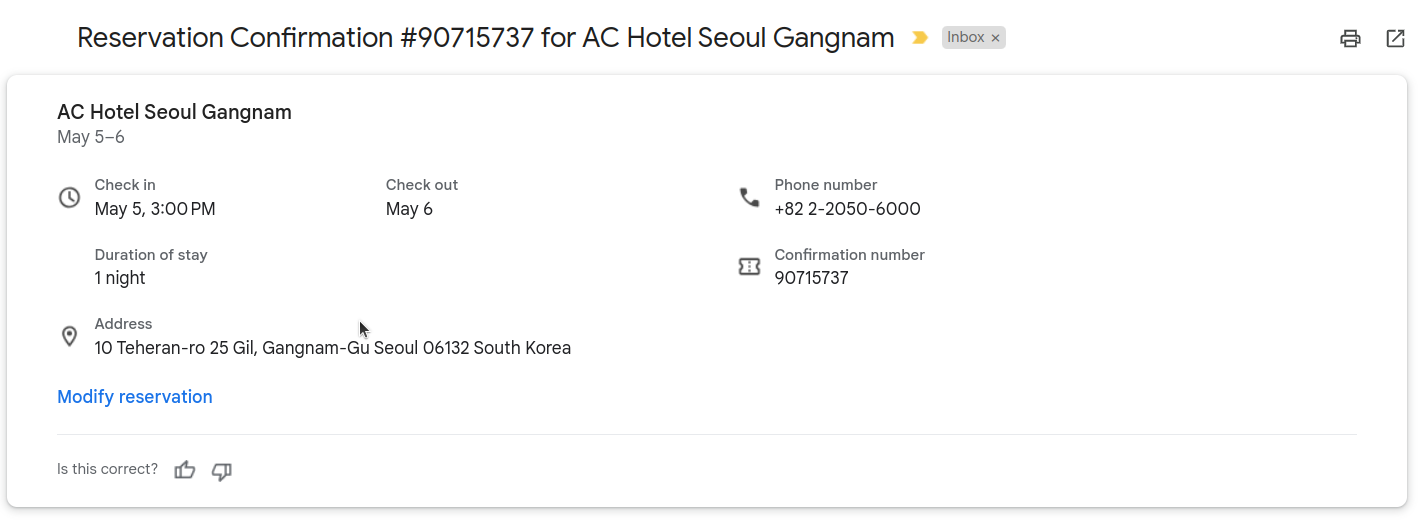 Reservation Confirmation #90715737 for AC Hotel Seoul Gangnam
Inbox ×
AC Hotel Seoul Gangnam
May 5–6
Check in
May 5, 3:00 PM
Check out
May 6
Phone number
+82 2-2050-6000
Duration of stay
1 night
Confirmation number
90715737
Address
10 Teheran-ro 25 Gil, Gangnam-Gu Seoul 06132 South Korea
Modify reservation
Is this correct?